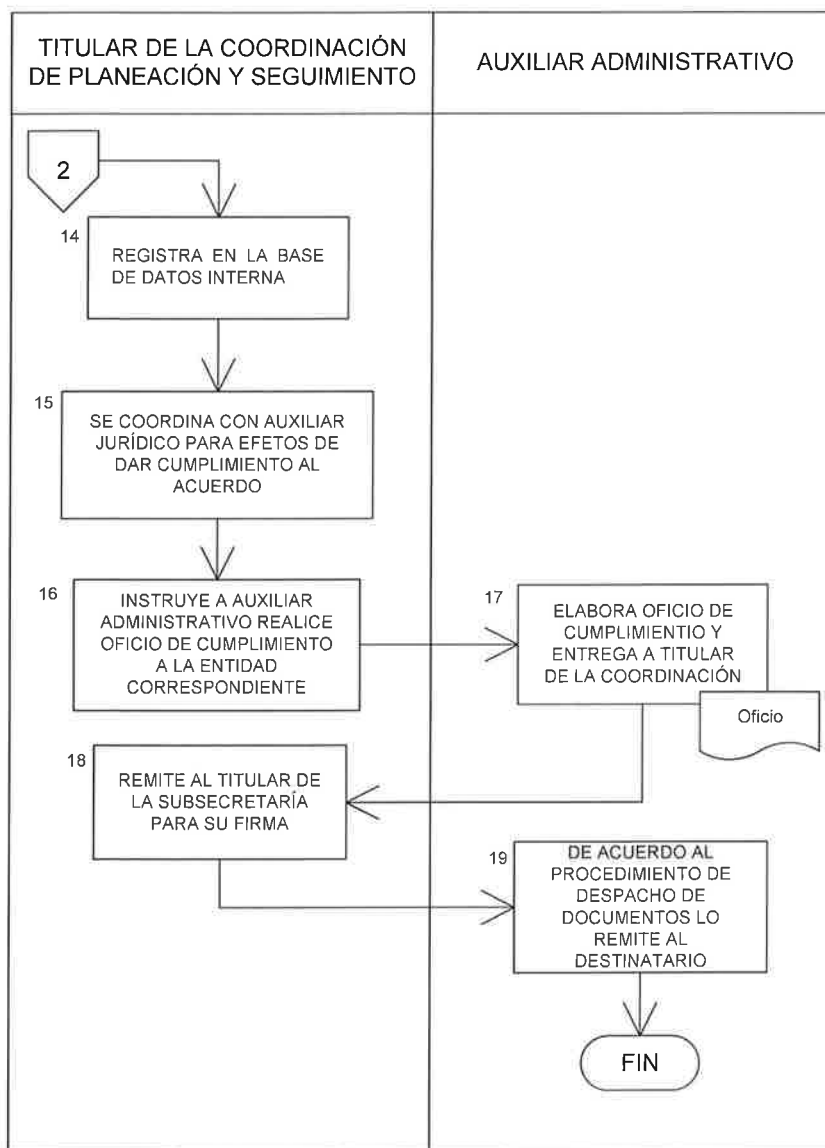 TITULAR DE LA COORDINACIÓN
DE PLANEACIÓN Y SEGUIMIENTO
AUXILIAR ADMINISTRATIVO
2
14
REGISTRA EN LA BASE
DE DATOS INTERNA
15
SE COORDINA CON AUXILIAR
JURÍDICO PARA EFETOS DE
DAR CUMPLIMIENTO AL
ACUERDO
16
INSTRUYE A AUXILIAR
ADMINISTRATIVO REALICE
OFICIO DE CUMPLIMIENTO
A LA ENTIDAD
CORRESPONDIENTE
17
ELABORA OFICIO DE
CUMPLIMIENTIO Y
ENTREGA A TITULAR
DE LA COORDINACIÓN
Oficio
18
REMITE AL TITULAR DE
LA SUBSECRETARÍA
PARA SU FIRMA
19
DE ACUERDO AL
PROCEDIMIENTO DE
DESPACHO DE
DOCUMENTOS LO
REMITE AL
DESTINATARIO
FIN